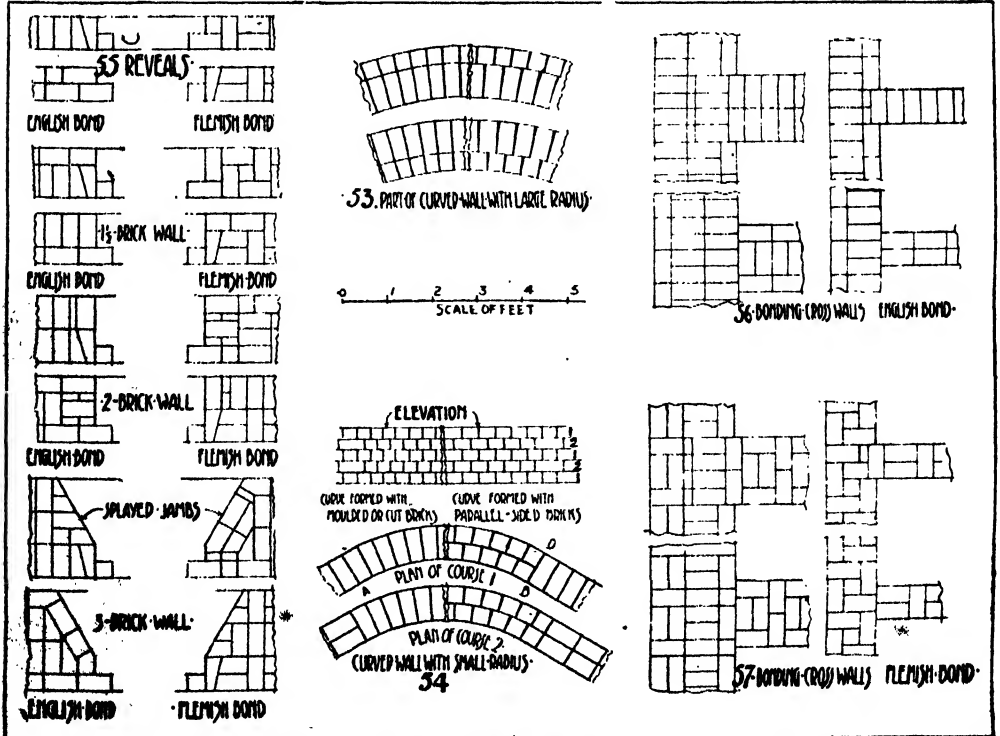 55 REVEALS·
ENGLISH BOND
FLEMISH BOND
·1½·BRICK WALL·
ENGLISH BOND
FLEMISH BOND
·2·BRICK·WALL
ENGLISH BOND
FLEMISH BOND
SPLAYED·JAMBS
3·BRICK·WALL·
ENGLISH·BOND
·FLEMISH BOND
·53. PART·OF CURVED·WALL·WITH LARGE RADIUS·
0 1 2 3 4 5
SCALE OF FEET
ELEVATION
1
2
1
2
1
CURVE FORMED WITH
MOULDED OR CUT BRICKS
CURVE FORMED WITH
PARALLEL·SIDED BRICKS
D
PLAN OF COURSE 1
A
B
PLAN OF COURSE 2·
CURVED WALL WITH SMALL·RADIUS·
54
56·BONDING·CROSS WALLS ENGLISH BOND·
57·BONDING·CROSS WALLS FLEMISH·BOND·